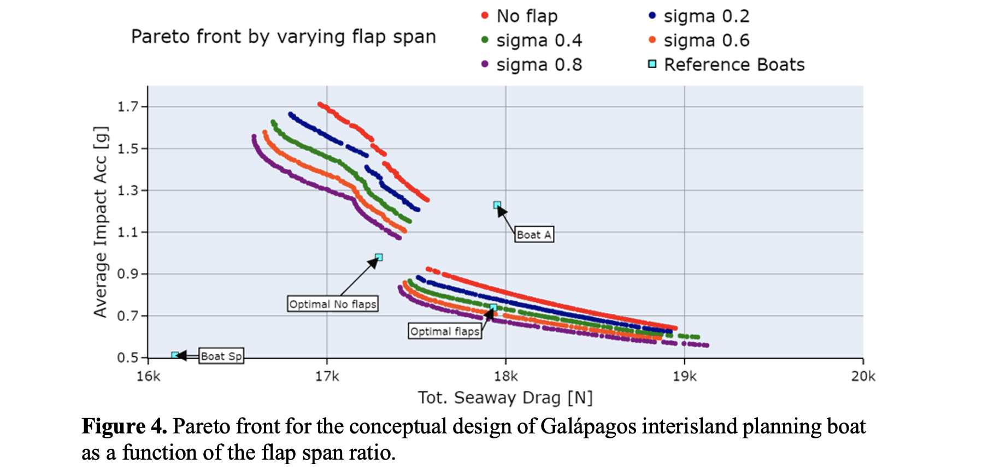 Pareto front by varying flap span
No flap
sigma 0.2
sigma 0.4
sigma 0.6
sigma 0.8
Reference Boats
Average Impact Acc [g]
1.7
1.5
1.3
1.1
0.9
0.7
0.5
Boat A
Optimal No flaps
Optimal flaps
Boat Sp
16k
17k
18k
19k
20k
Tot. Seaway Drag [N]
Figure 4. Pareto front for the conceptual design of Galápagos interisland planning boat
as a function of the flap span ratio.